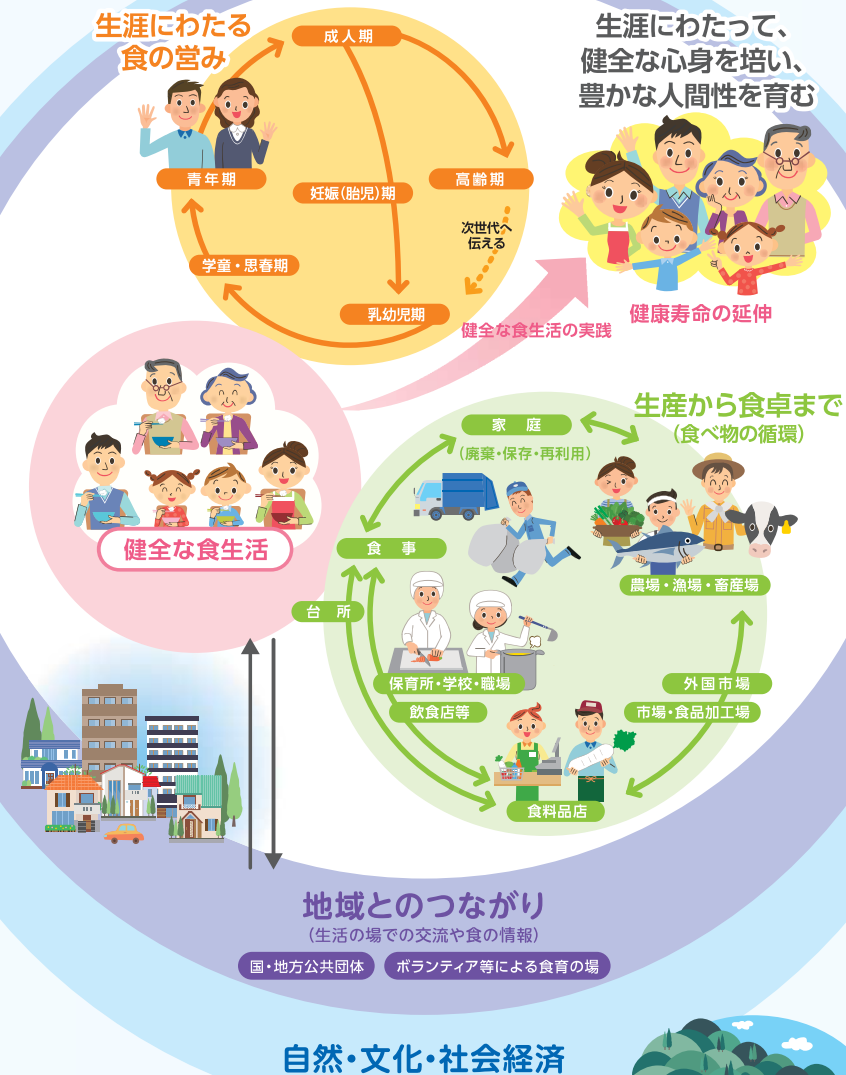 生涯にわたる
食の営み
成人期
青年期
妊娠(胎児)期
高齢期
次世代へ
伝える
学童・思春期
乳幼児期
生涯にわたって、
健全な心身を培い、
豊かな人間性を育む
健康寿命の延伸
健全な食生活の実践
健全な食生活
生産から食卓まで
(食べ物の循環)
家庭
(廃棄・保存・再利用)
食事
農場・漁場・畜産場
台所
保育所・学校・職場
飲食店等
外国市場
市場・食品加工場
食料品店
地域とのつながり
(生活の場での交流や食の情報)
国・地方公共団体
ボランティア等による食育の場
自然・文化・社会経済